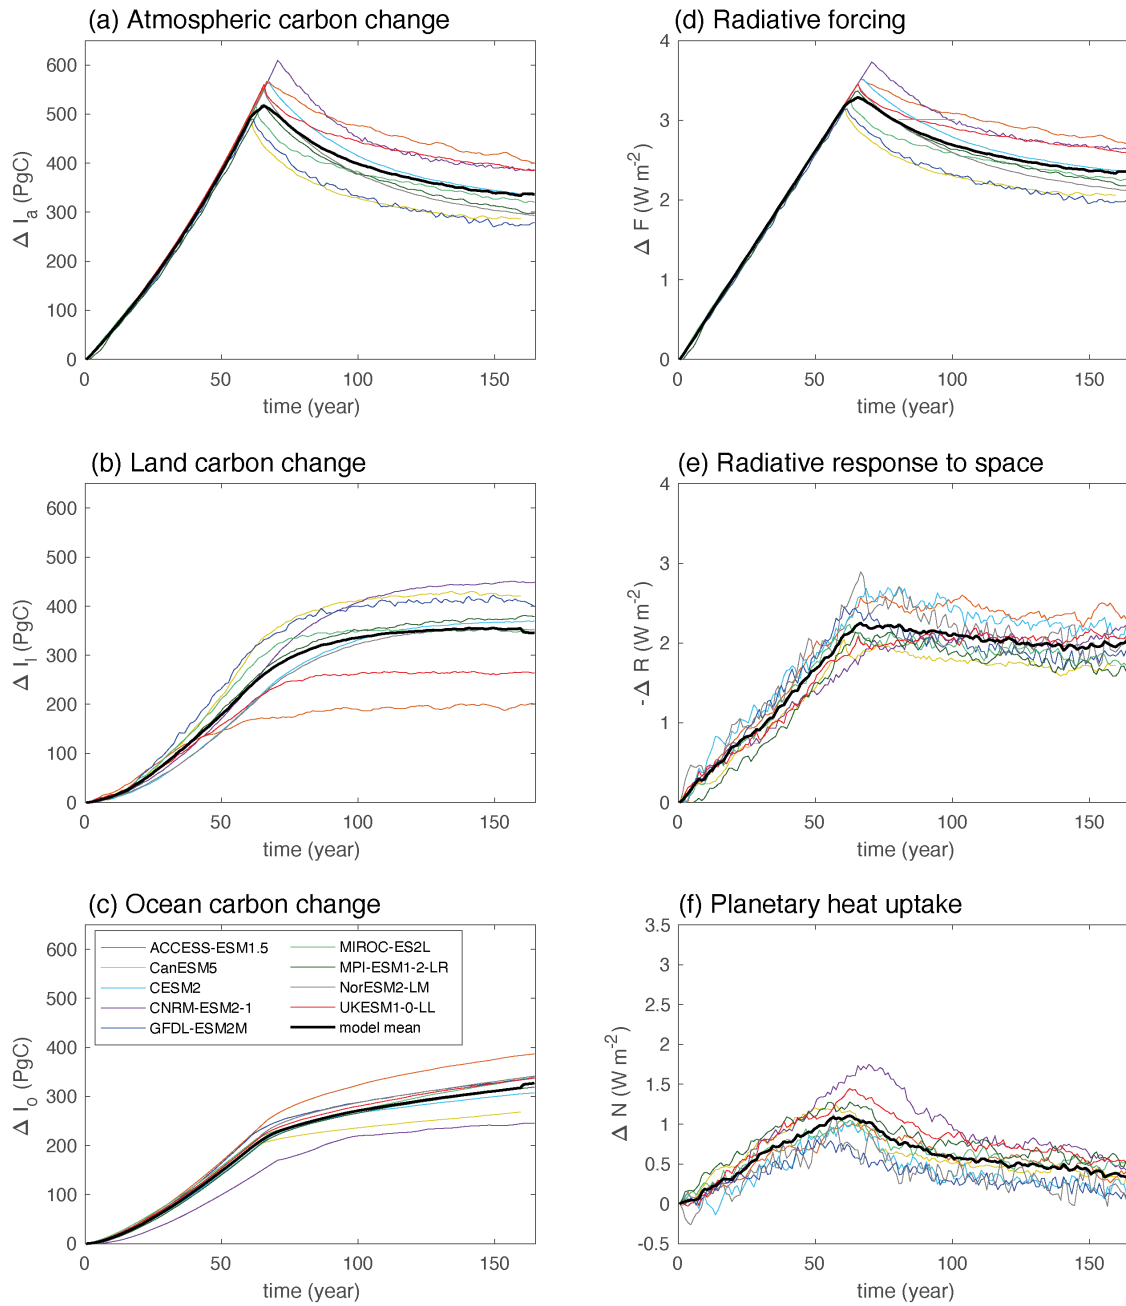 (a) Atmospheric carbon change
600
500
400
300
200
100
0
Δ Iₐ (PgC)
0 50 100 150
time (year)
(d) Radiative forcing
4
3
2
1
0
Δ F (W m⁻²)
0 50 100 150
time (year)
(b) Land carbon change
600
500
400
300
200
100
0
Δ Iₗ (PgC)
0 50 100 150
time (year)
(e) Radiative response to space
4
3
2
1
0
- Δ R (W m⁻²)
0 50 100 150
time (year)
(c) Ocean carbon change
600
500
400
300
200
100
0
Δ I₀ (PgC)
ACCESS-ESM1.5
CanESM5
CESM2
CNRM-ESM2-1
GFDL-ESM2M
MIROC-ES2L
MPI-ESM1-2-LR
NorESM2-LM
UKESM1-0-LL
model mean
0 50 100 150
time (year)
(f) Planetary heat uptake
3.5
3
2.5
2
1.5
1
0.5
0
-0.5
Δ N (W m⁻²)
0 50 100 150
time (year)